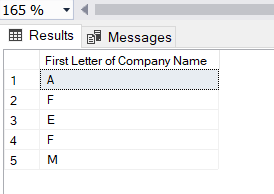 165 %
Results Messages
First Letter of Company Name
1 A
2 F
3 E
4 F
5 M